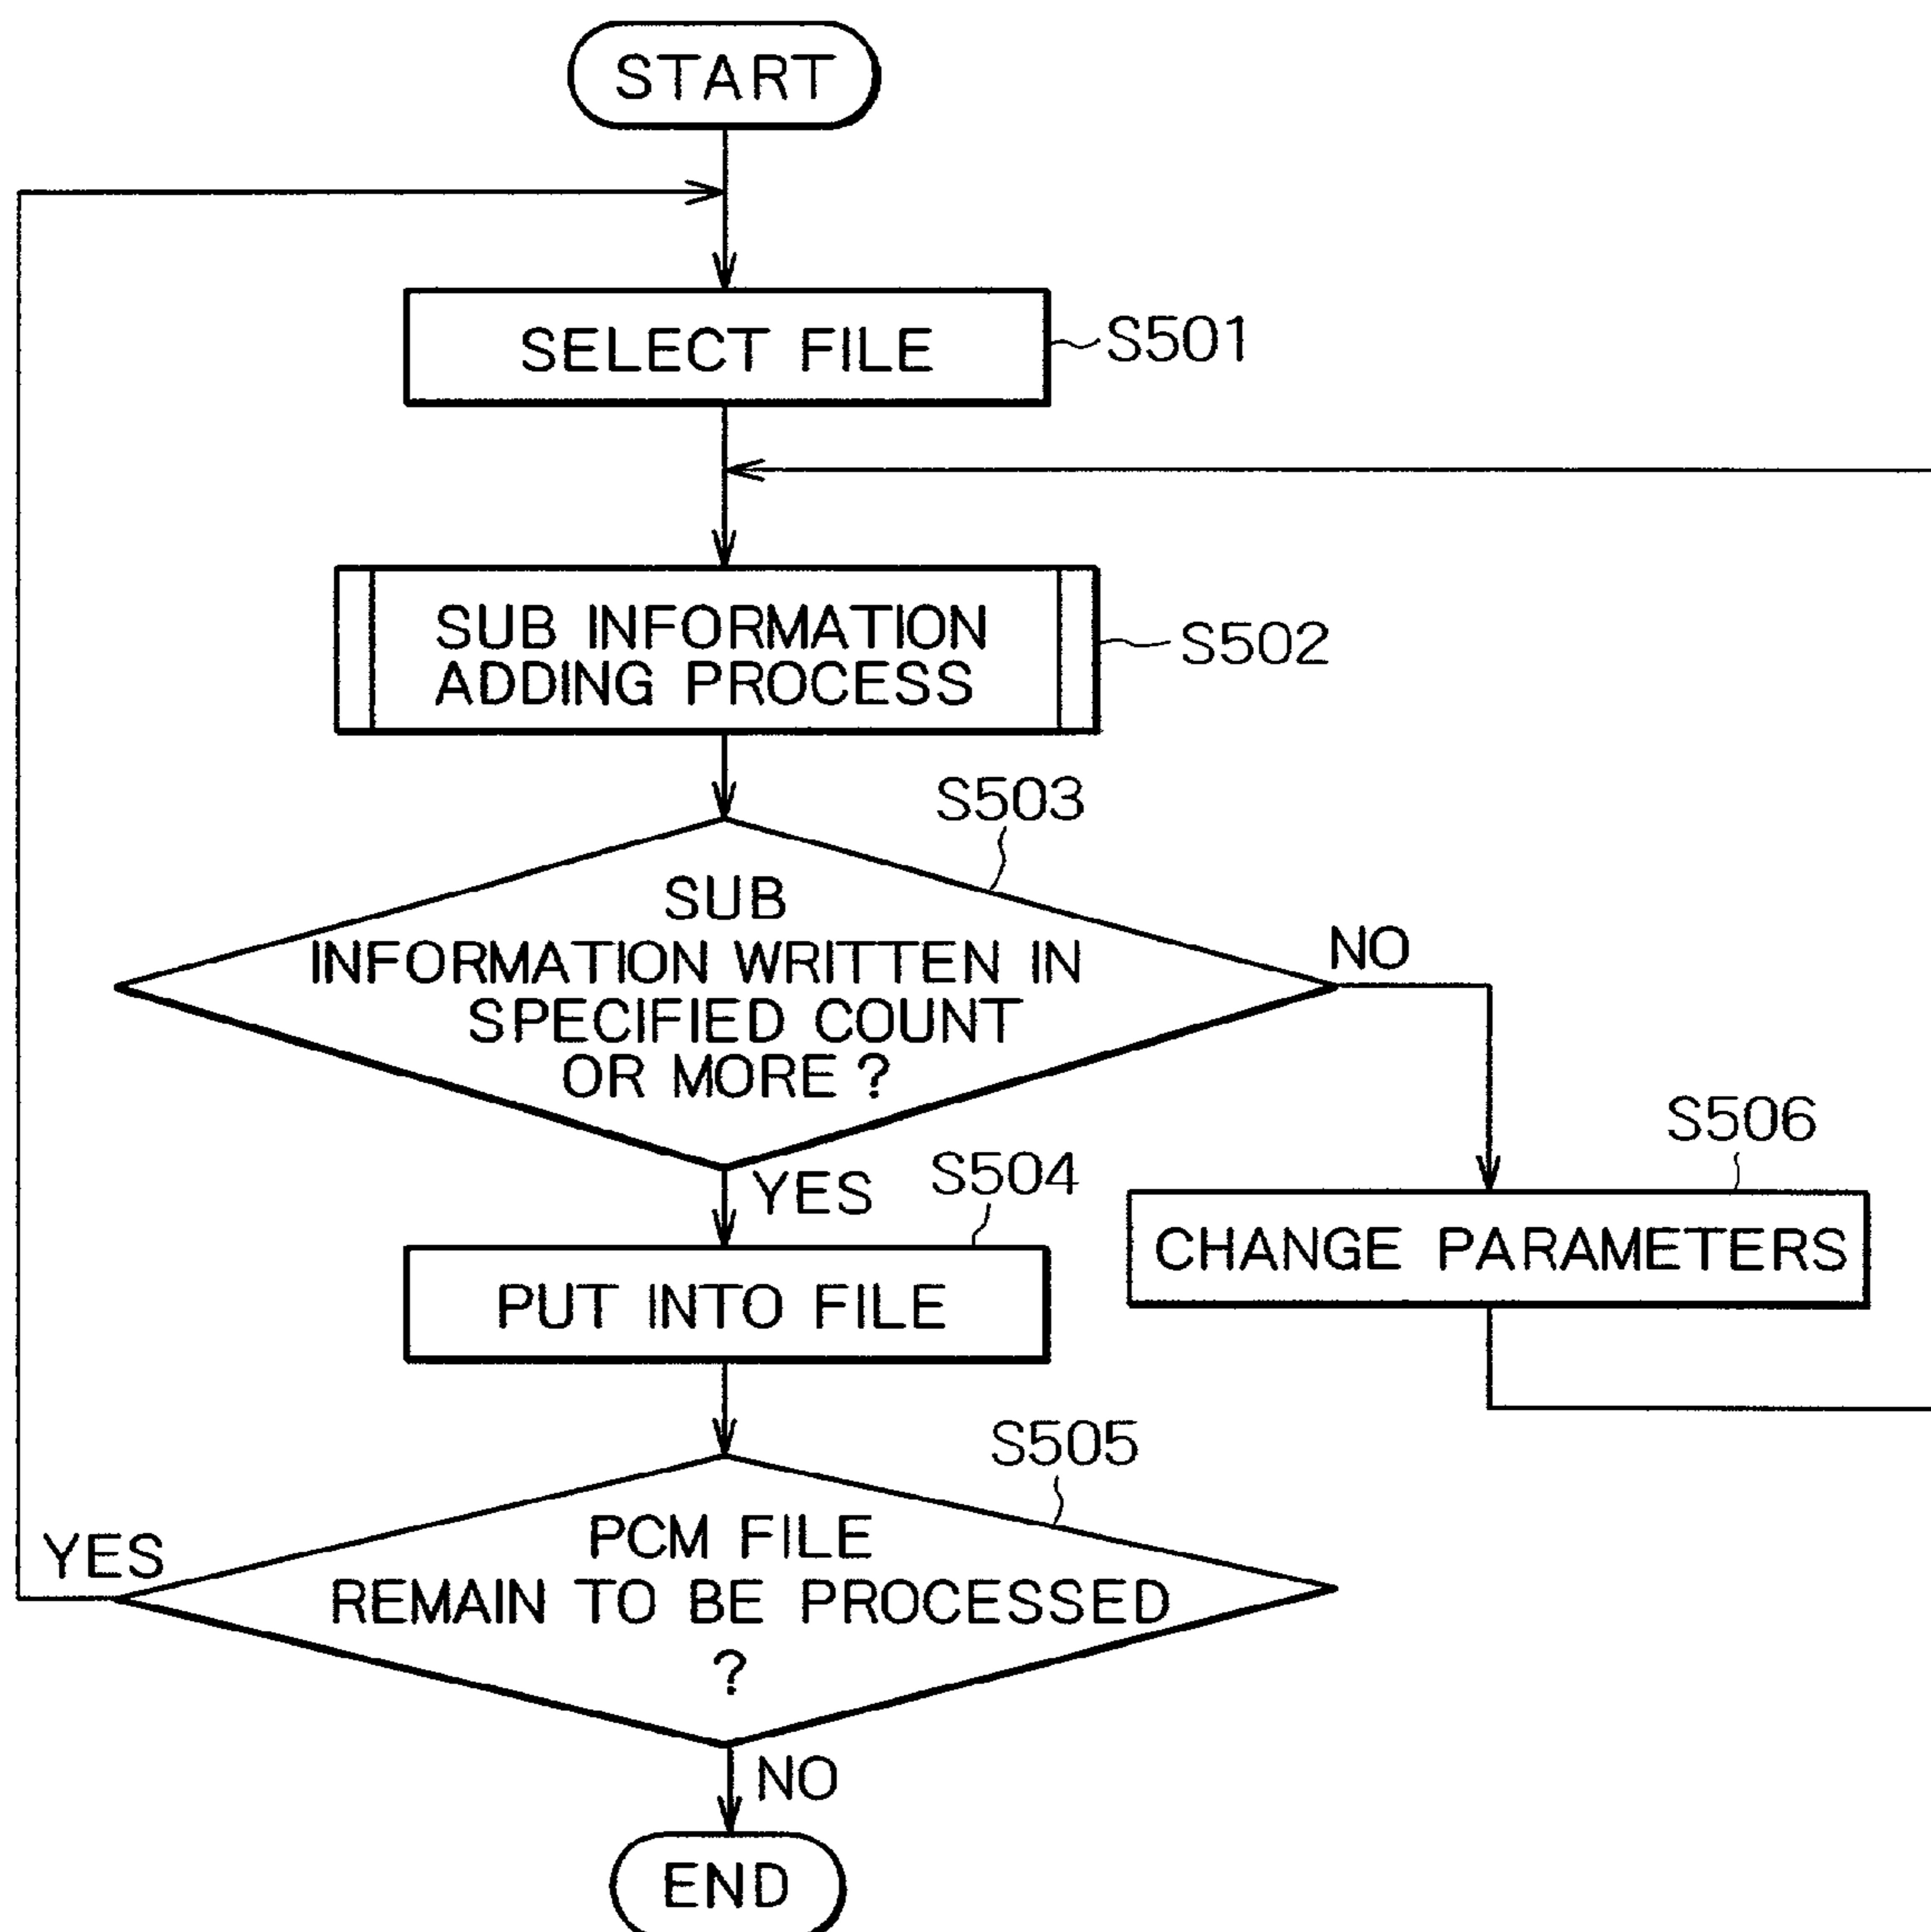 START
SELECT FILE
S501
SUB INFORMATION
ADDING PROCESS
S502
S503
SUB
INFORMATION WRITTEN IN
SPECIFIED COUNT
OR MORE ?
NO
YES
S504
PUT INTO FILE
S506
CHANGE PARAMETERS
S505
PCM FILE
REMAIN TO BE PROCESSED
?
YES
NO
END